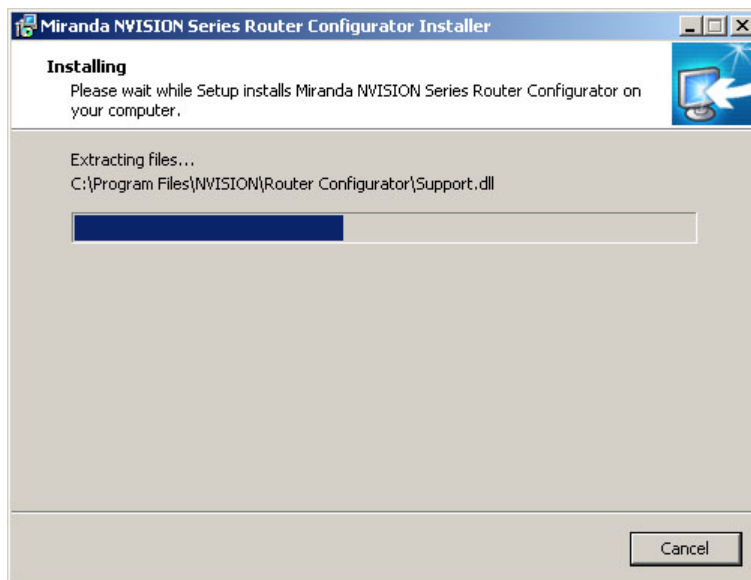 Miranda NVISION Series Router Configurator Installer
Installing
Please wait while Setup installs Miranda NVISION Series Router Configurator on
your computer.
Extracting files...
C:\Program Files\NVISION\Router Configurator\Support.dll
Cancel